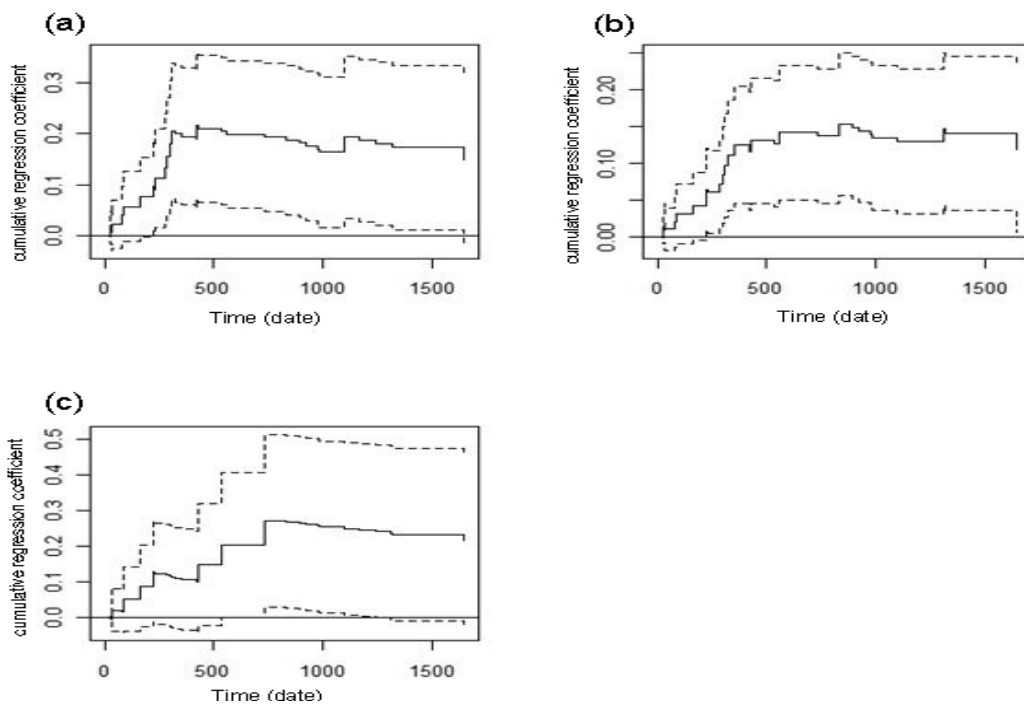 (a)
cumulative regression coefficient
0.0 0.1 0.2 0.3
0 500 1000 1500
Time (date)
(b)
cumulative regression coefficient
0.00 0.10 0.20
0 500 1000 1500
Time (date)
(c)
cumulative regression coefficient
0.0 0.1 0.2 0.3 0.4 0.5
0 500 1000 1500
Time (date)